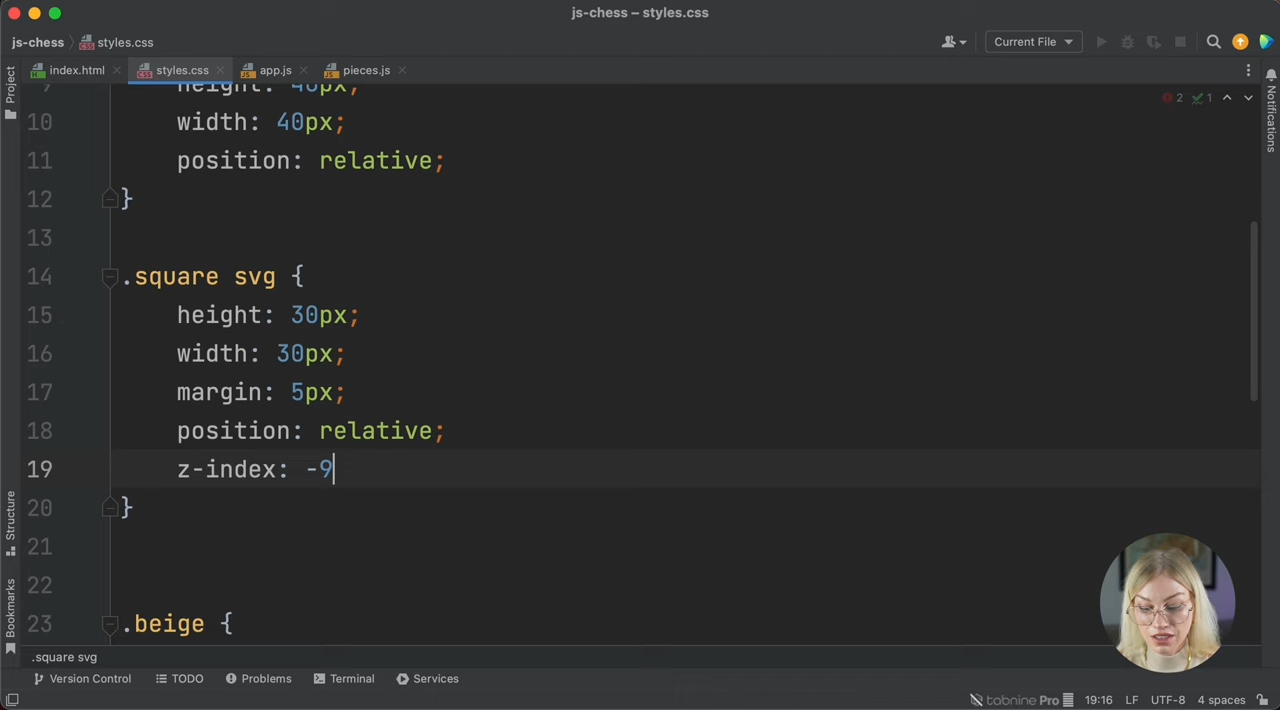 js-chess – styles.css
js-chess
styles.css
Current File
index.html
styles.css
app.js
pieces.js
Project
Notifications
2
1
height: 40px;
10 width: 40px;
11 position: relative;
12 }
13
14 .square svg {
15 height: 30px;
16 width: 30px;
17 margin: 5px;
18 position: relative;
19 z-index: -9
20 }
21
22
23 .beige {
Structure
Bookmarks
.square svg
Version Control
TODO
Problems
Terminal
Services
tabnine Pro
19:16
LF
UTF-8
4 spaces